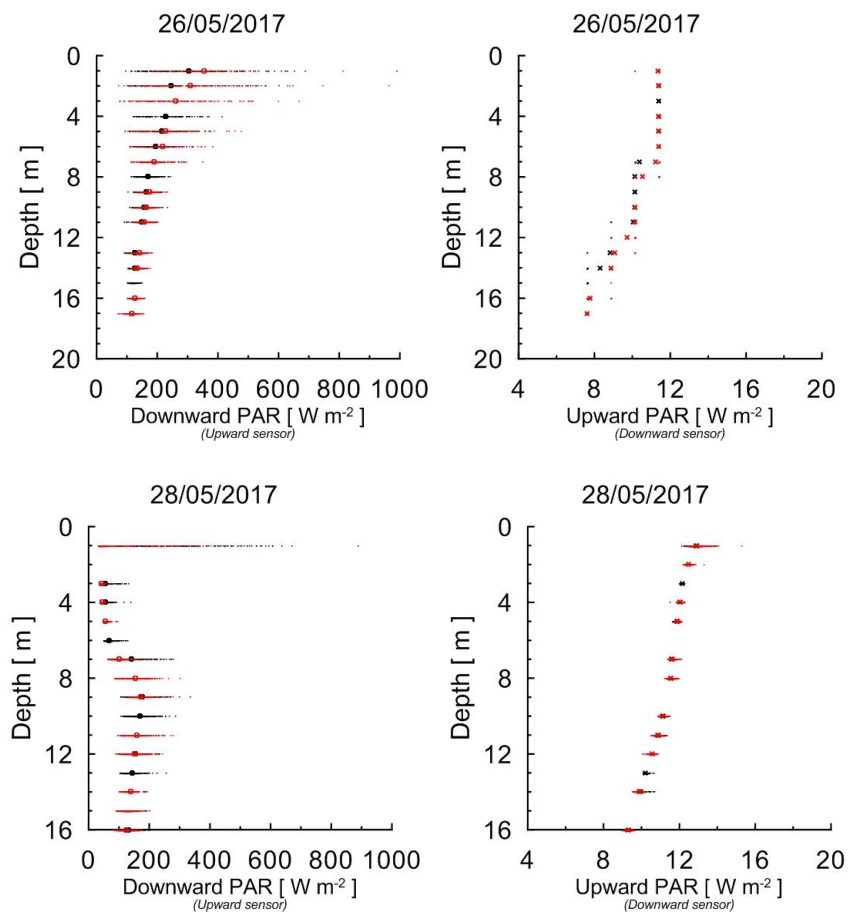 26/05/2017
26/05/2017
0
4
8
12
16
20
Depth [ m ]
0 200 400 600 800 1000
Downward PAR [ W m-2 ]
(Upward sensor)
0
4
8
12
16
20
Depth [ m ]
4 8 12 16 20
Upward PAR [ W m-2 ]
(Downward sensor)
28/05/2017
28/05/2017
0
4
8
12
16
Depth [ m ]
0 200 400 600 800 1000
Downward PAR [ W m-2 ]
(Upward sensor)
0
4
8
12
16
Depth [ m ]
4 8 12 16 20
Upward PAR [ W m-2 ]
(Downward sensor)